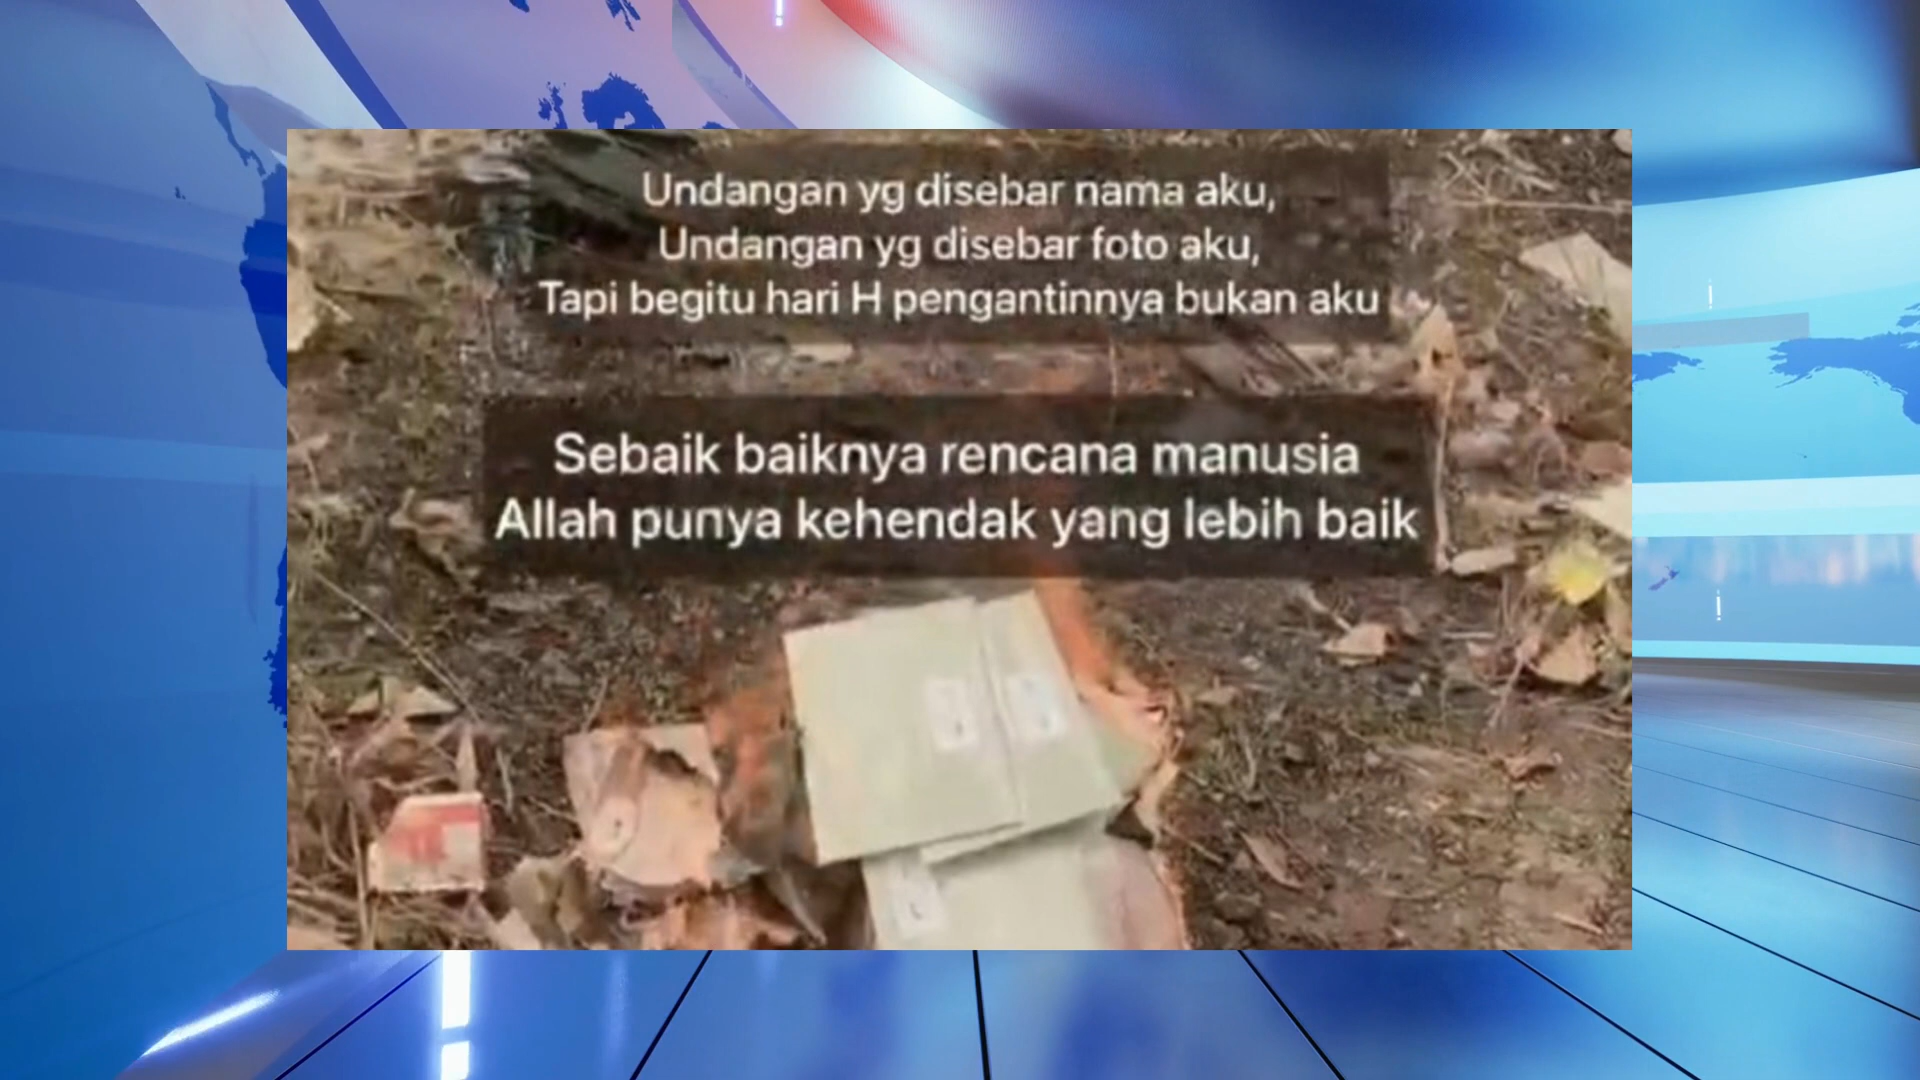 Undangan yg disebar nama aku,
Undangan yg disebar foto aku,
Tapi begitu hari H pengantinnya bukan aku
Sebaik baiknya rencana manusia
Allah punya kehendak yang lebih baik